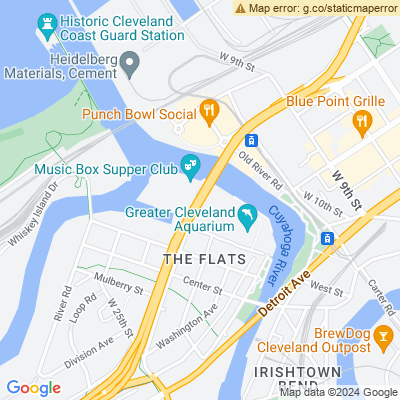 Map error: g.co/staticmaperror
Historic Cleveland
Coast Guard Station
W 9th St
Heidelberg
Materials, Cement
Blue Point Grille
Punch Bowl Social
Old River Rd
Music Box Supper Club
W 9th St
W 10th St
Whiskey Island Dr
Greater Cleveland
Aquarium
Cuyahoga River
THE FLATS
Mulberry St
Center St
West St
Detroit Ave
Carter Rd
River Rd
Loop Rd
W 25th St
Washington Ave
Division Ave
BrewDog
Cleveland Outpost
IRISHTOWN
BEND
Google
Map data ©2024 Google